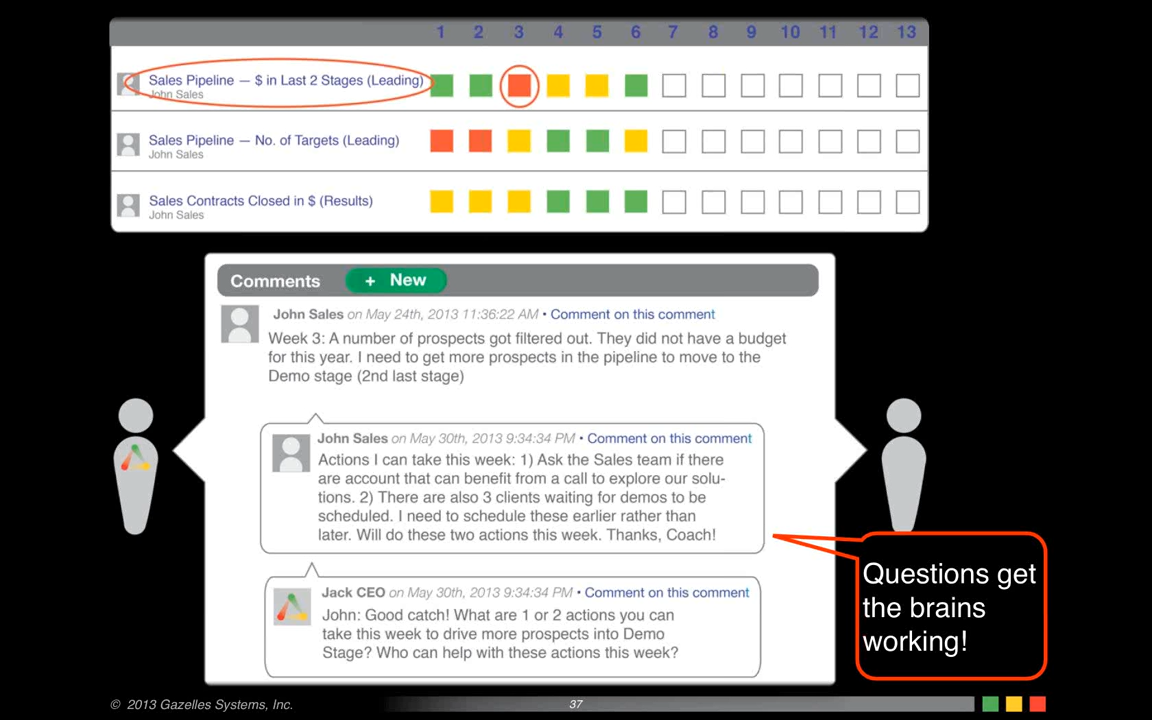 1 2 3 4 5 6 7 8 9 10 11 12 13
Sales Pipeline — $ in Last 2 Stages (Leading)
John Sales
Sales Pipeline — No. of Targets (Leading)
John Sales
Sales Contracts Closed in $ (Results)
John Sales
Comments + New
John Sales on May 24th, 2013 11:36:22 AM • Comment on this comment
Week 3: A number of prospects got filtered out. They did not have a budget
for this year. I need to get more prospects in the pipeline to move to the
Demo stage (2nd last stage)
John Sales on May 30th, 2013 9:34:34 PM • Comment on this comment
Actions I can take this week: 1) Ask the Sales team if there
are account that can benefit from a call to explore our solu-
tions. 2) There are also 3 clients waiting for demos to be
scheduled. I need to schedule these earlier rather than
later. Will do these two actions this week. Thanks, Coach!
Jack CEO on May 30th, 2013 9:34:34 PM • Comment on this comment
John: Good catch! What are 1 or 2 actions you can
take this week to drive more prospects into Demo
Stage? Who can help with these actions this week?
Questions get
the brains
working!
© 2013 Gazelles Systems, Inc. 37